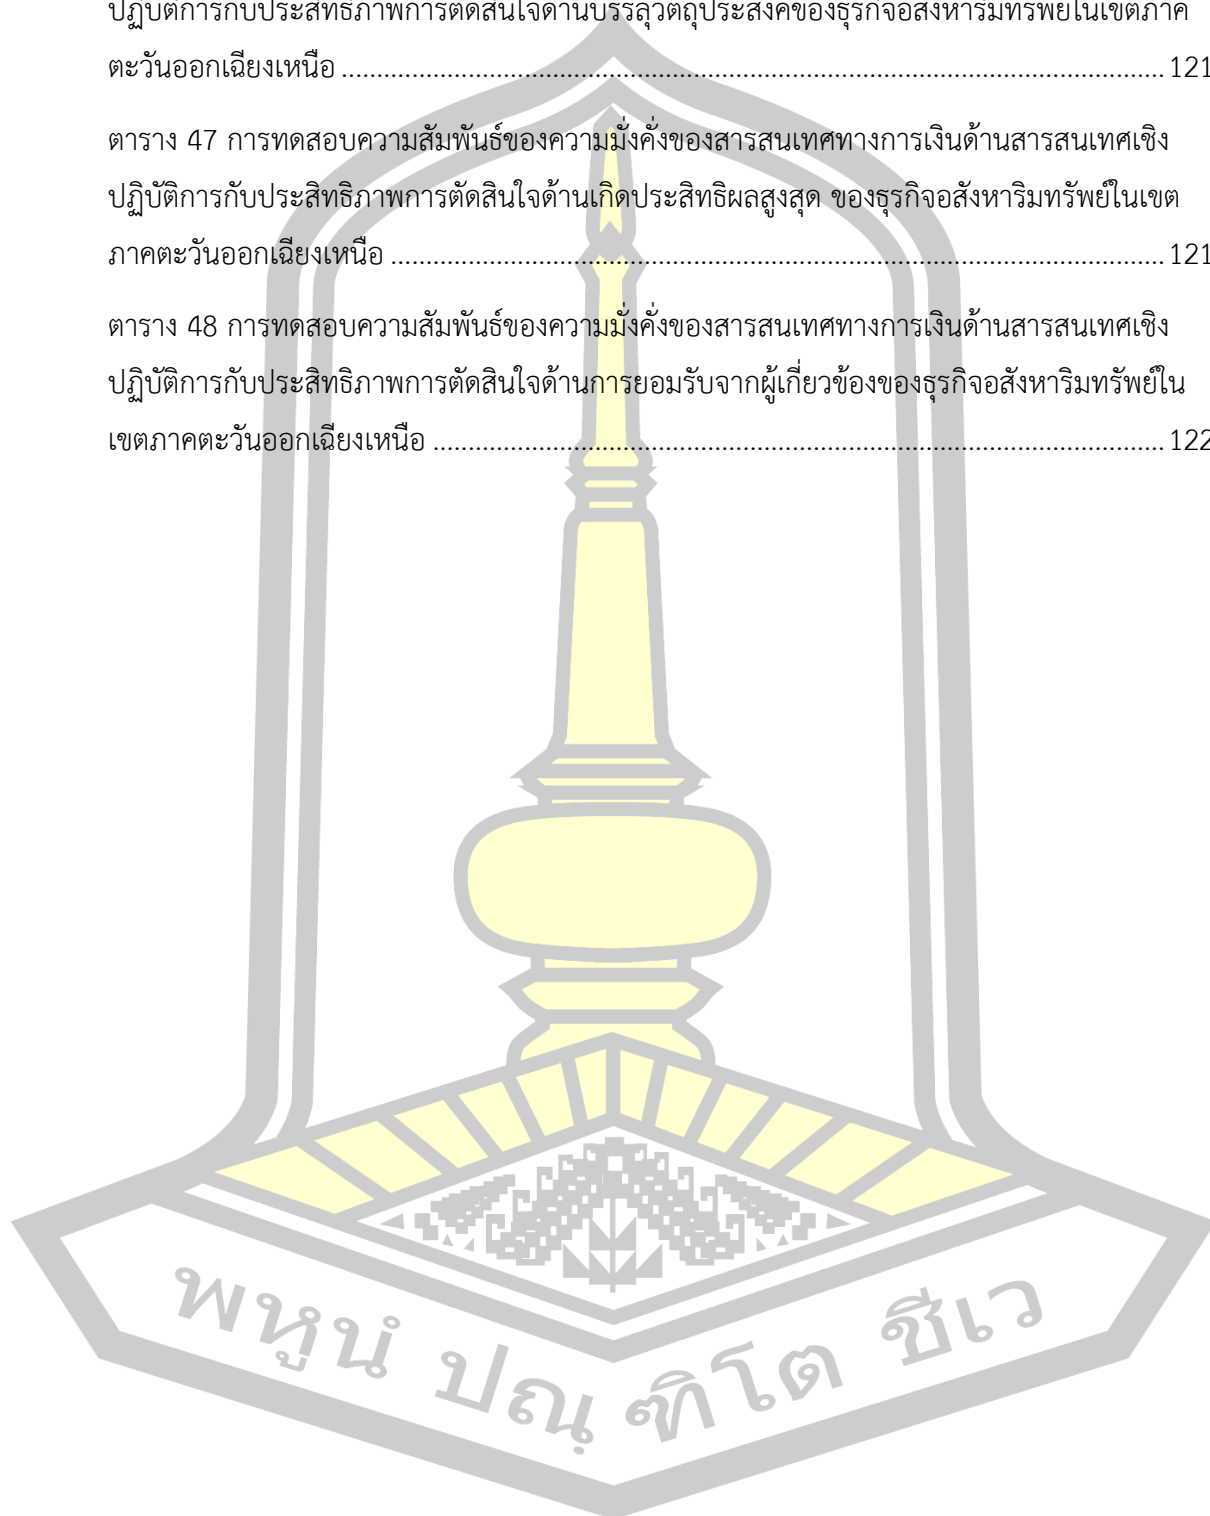 ปฏิบัติการกับประสิทธิภาพการตัดสินใจด้านบรรลุวัตถุประสงค์ของธุรกิจอสังหาริมทรัพย์ในเขตภาค
ตะวันออกเฉียงเหนือ ................................................................................................. 121
ตาราง 47 การทดสอบความสัมพันธ์ของความมั่งคั่งของสารสนเทศทางการเงินด้านสารสนเทศเชิง
ปฏิบัติการกับประสิทธิภาพการตัดสินใจด้านเกิดประสิทธิผลสูงสุด ของธุรกิจอสังหาริมทรัพย์ในเขต
ภาคตะวันออกเฉียงเหนือ ........................................................................................... 121
ตาราง 48 การทดสอบความสัมพันธ์ของความมั่งคั่งของสารสนเทศทางการเงินด้านสารสนเทศเชิง
ปฏิบัติการกับประสิทธิภาพการตัดสินใจด้านการยอมรับจากผู้เกี่ยวข้องของธุรกิจอสังหาริมทรัพย์ใน
เขตภาคตะวันออกเฉียงเหนือ ...................................................................................... 122
พหูนํ ปณฺฑิโต ชีเว